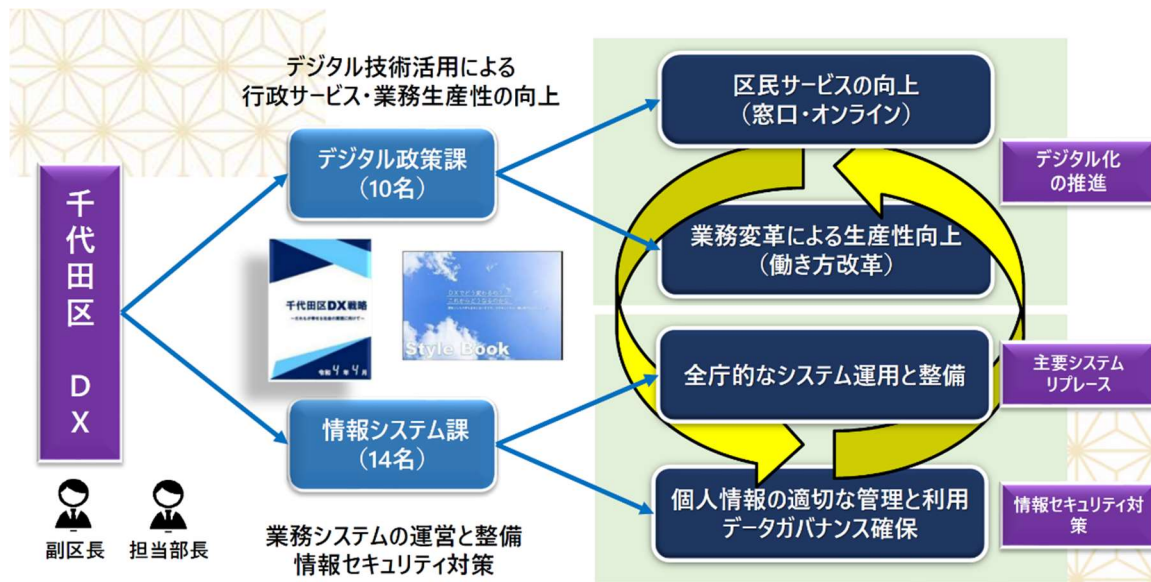 千代田区 DX
副区長
担当部長
デジタル技術活用による
行政サービス・業務生産性の向上
デジタル政策課
（10名）
千代田区DX戦略
令和4年4月
Style Book
情報システム課
（14名）
業務システムの運営と整備
情報セキュリティ対策
区民サービスの向上
（窓口・オンライン）
業務変革による生産性向上
（働き方改革）
全庁的なシステム運用と整備
個人情報の適切な管理と利用
データガバナンス確保
デジタル化
の推進
主要システム
リプレース
情報セキュリティ対
策